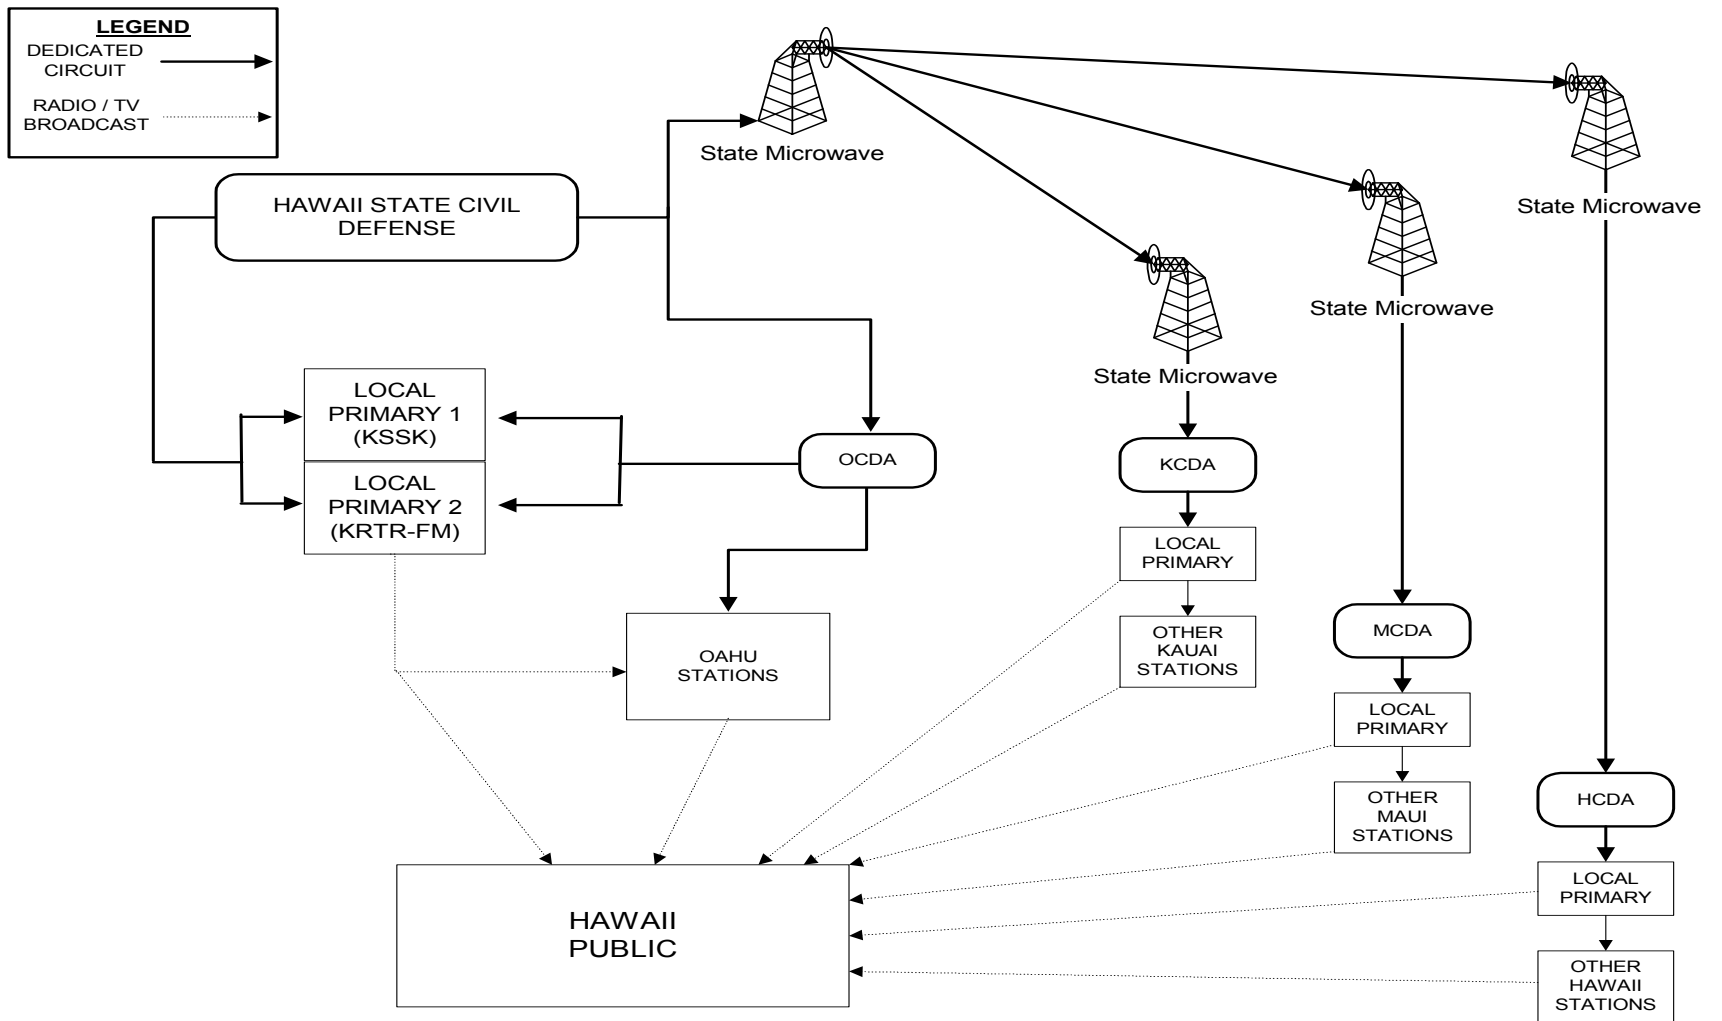 LEGEND
DEDICATED
CIRCUIT
RADIO / TV
BROADCAST
State Microwave
State Microwave
State Microwave
State Microwave
HAWAII STATE CIVIL
DEFENSE
LOCAL
PRIMARY 1
(KSSK)
LOCAL
PRIMARY 2
(KRTR-FM)
OCDA
OAHU
STATIONS
KCDA
LOCAL
PRIMARY
OTHER
KAUAI
STATIONS
MCDA
LOCAL
PRIMARY
OTHER
MAUI
STATIONS
HCDA
LOCAL
PRIMARY
OTHER
HAWAII
STATIONS
HAWAII
PUBLIC